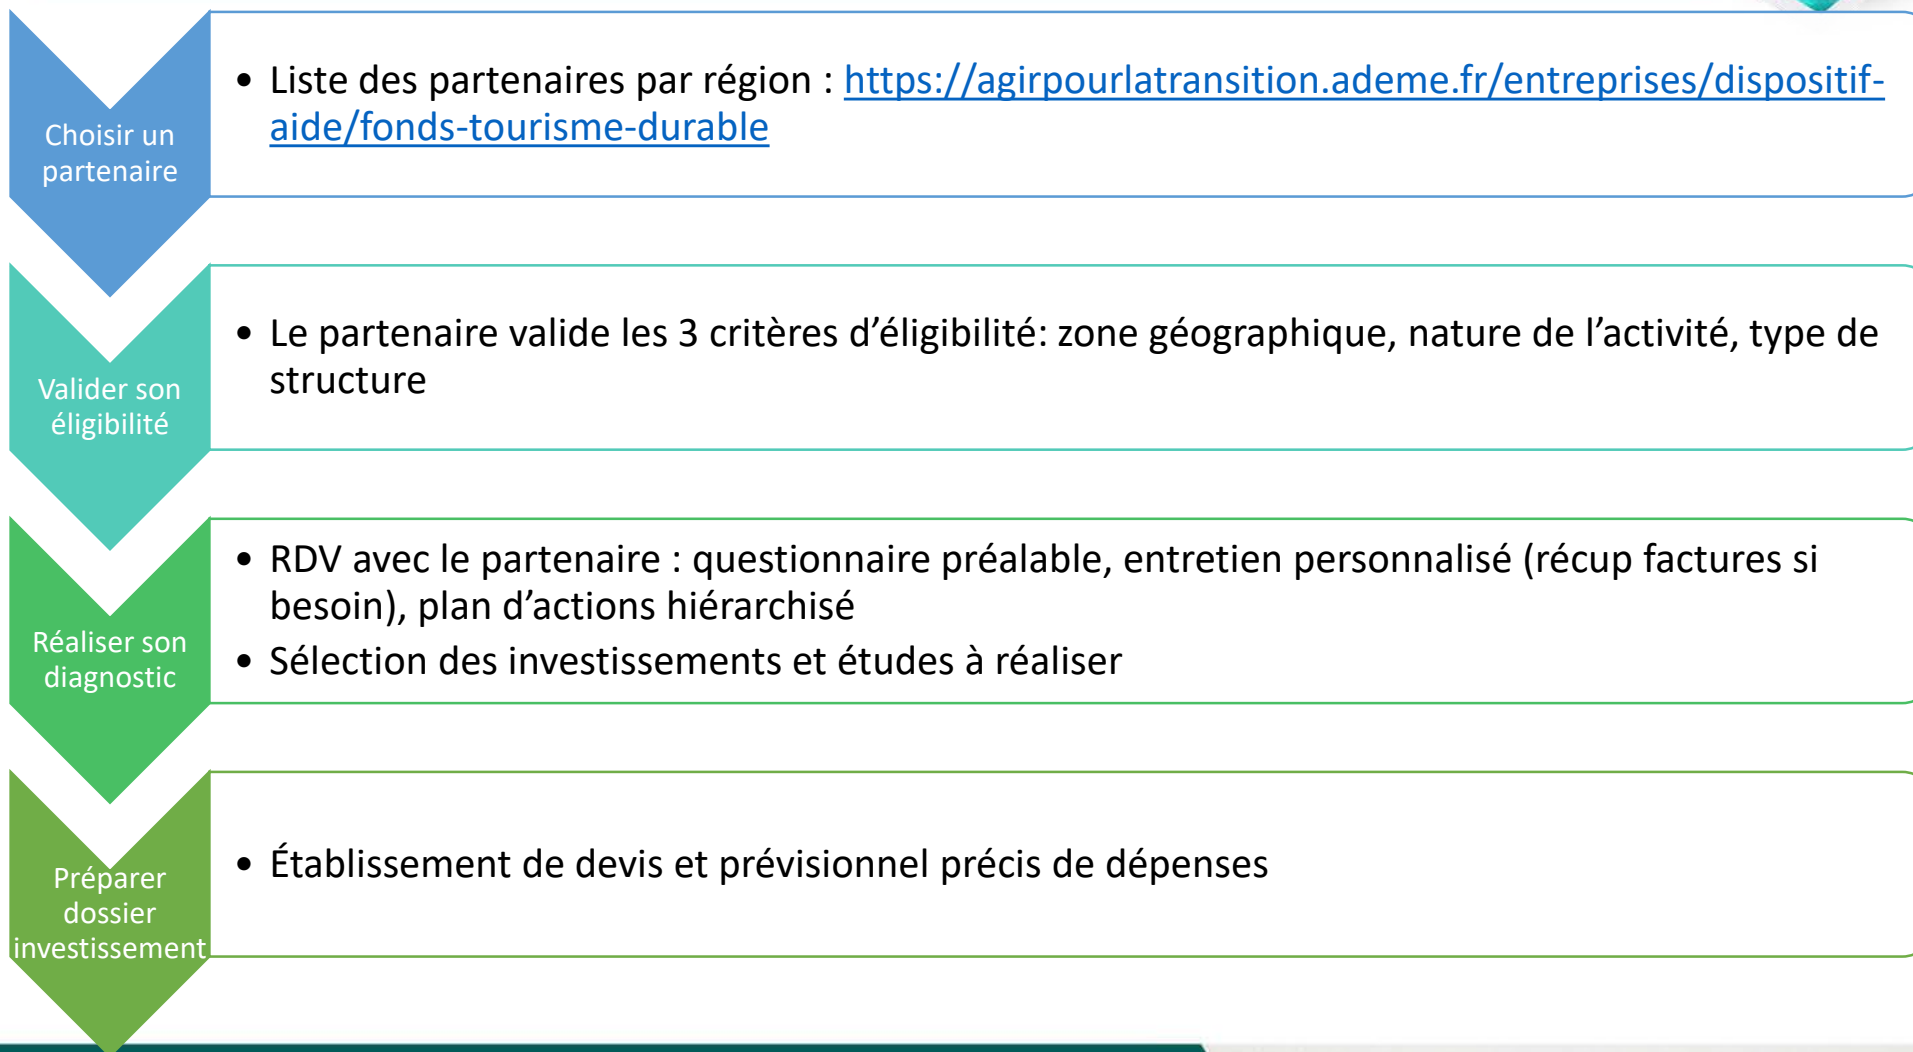 Choisir un
partenaire
• Liste des partenaires par région : https://agirpourlatransition.ademe.fr/entreprises/dispositif-
aide/fonds-tourisme-durable
Valider son
éligibilité
• Le partenaire valide les 3 critères d’éligibilité: zone géographique, nature de l’activité, type de
structure
Réaliser son
diagnostic
• RDV avec le partenaire : questionnaire préalable, entretien personnalisé (récup factures si
besoin), plan d’actions hiérarchisé
• Sélection des investissements et études à réaliser
Préparer
dossier
investissement
• Établissement de devis et prévisionnel précis de dépenses